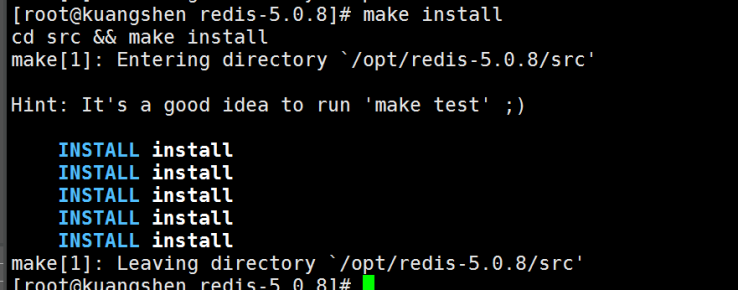 [root@kuangshen redis-5.0.8]# make install
cd src && make install
make[1]: Entering directory `/opt/redis-5.0.8/src'
Hint: It's a good idea to run 'make test' ;)
INSTALL install
INSTALL install
INSTALL install
INSTALL install
INSTALL install
make[1]: Leaving directory `/opt/redis-5.0.8/src'
[root@kuangshen redis-5.0.8]#